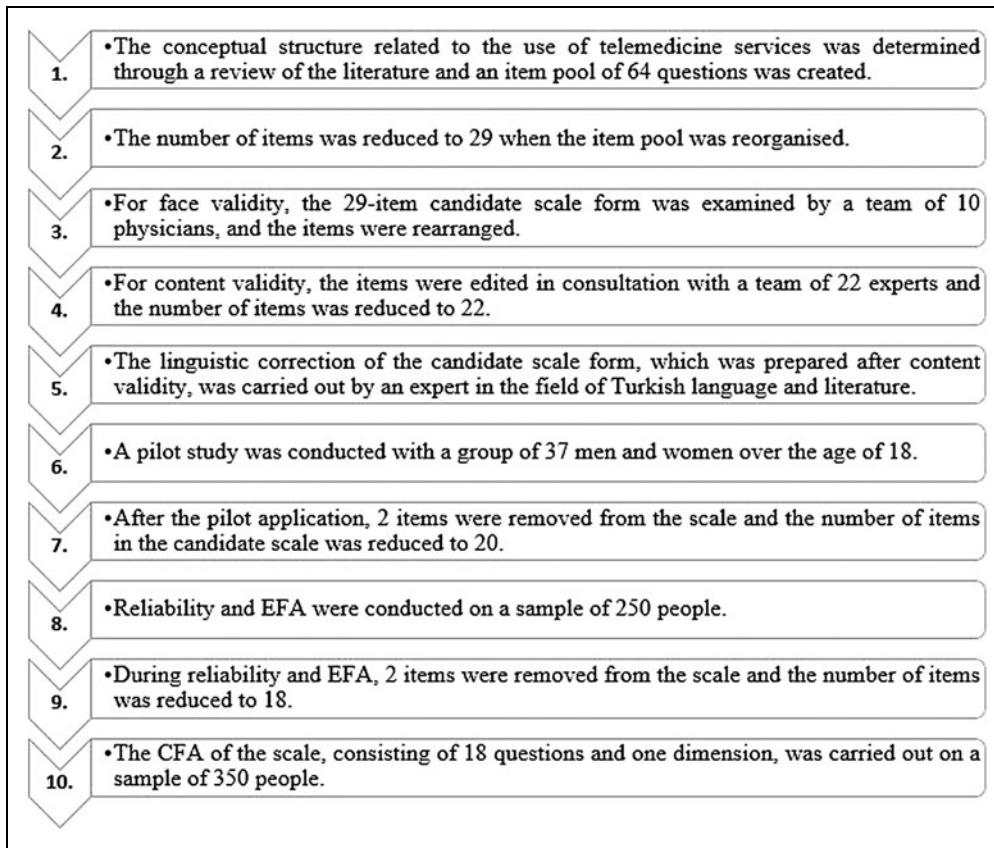 1.
•The conceptual structure related to the use of telemedicine services was determined
through a review of the literature and an item pool of 64 questions was created.
2.
•The number of items was reduced to 29 when the item pool was reorganised.
3.
•For face validity, the 29-item candidate scale form was examined by a team of 10
physicians, and the items were rearranged.
4.
•For content validity, the items were edited in consultation with a team of 22 experts and
the number of items was reduced to 22.
5.
•The linguistic correction of the candidate scale form, which was prepared after content
validity, was carried out by an expert in the field of Turkish language and literature.
6.
•A pilot study was conducted with a group of 37 men and women over the age of 18.
7.
•After the pilot application, 2 items were removed from the scale and the number of items
in the candidate scale was reduced to 20.
8.
•Reliability and EFA were conducted on a sample of 250 people.
9.
•During reliability and EFA, 2 items were removed from the scale and the number of items
was reduced to 18.
10.
•The CFA of the scale, consisting of 18 questions and one dimension, was carried out on a
sample of 350 people.